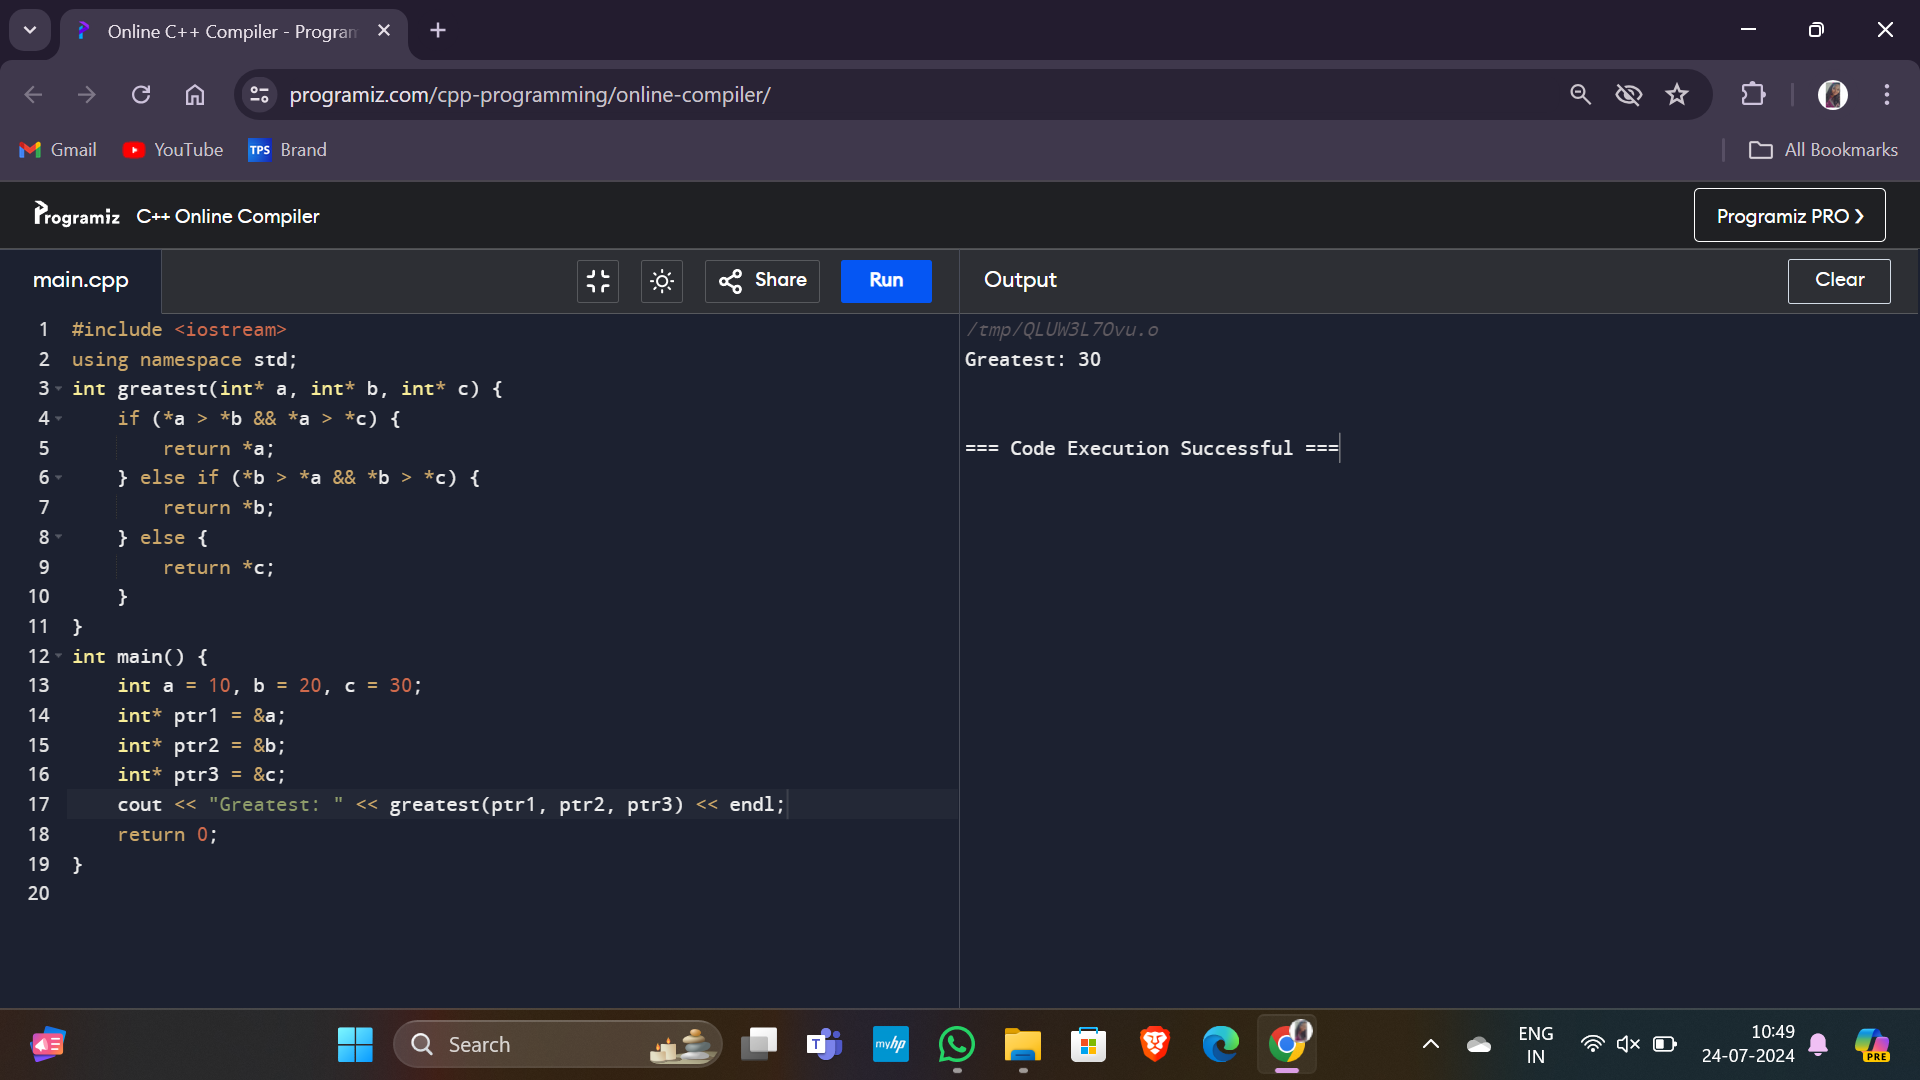 Online C++ Compiler - Program
programiz.com/cpp-programming/online-compiler/
Gmail YouTube TPS Brand All Bookmarks
Programiz C++ Online Compiler Programiz PRO ❯
main.cpp Share Run Output Clear
1 #include <iostream>
2 using namespace std;
3 int greatest(int* a, int* b, int* c) {
4     if (*a > *b && *a > *c) {
5         return *a;
6     } else if (*b > *a && *b > *c) {
7         return *b;
8     } else {
9         return *c;
10     }
11 }
12 int main() {
13     int a = 10, b = 20, c = 30;
14     int* ptr1 = &a;
15     int* ptr2 = &b;
16     int* ptr3 = &c;
17     cout << "Greatest: " << greatest(ptr1, ptr2, ptr3) << endl;
18     return 0;
19 }
20
/tmp/QLUW3L7Ovu.o
Greatest: 30
=== Code Execution Successful ===
Search
T
myhp
ENG
IN
10:49
24-07-2024
PRE